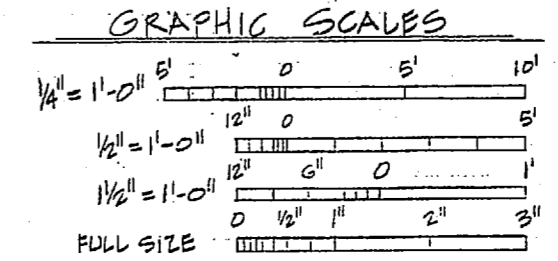 GRAPHIC SCALES
5' 0 5' 10'
1/4" = 1'-0"
12" 0 5'
1/2" = 1'-0"
12" 6" 0 1'
1 1/2" = 1'-0"
0 1/2" 1" 2" 3"
FULL SIZE